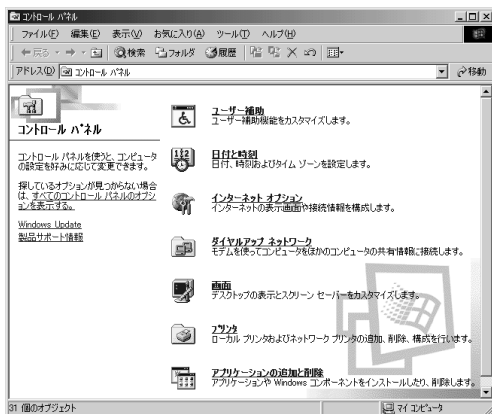 コントロール パネル
ファイル(F) 編集(E) 表示(V) お気に入り(A) ツール(T) ヘルプ(H)
戻る 検索 フォルダ 履歴
アドレス(D) コントロール パネル 移動
コントロール パネル
コントロール パネルを使うと、コンピュータ
の設定を好みに応じて変更できます。
探しているオプションが見つからない場合
は、すべてのコントロール パネルのオプシ
ョンを表示する。
Windows Update
製品サポート情報
ユーザー補助
ユーザー補助機能をカスタマイズします。
日付と時刻
日付、時刻およびタイム ゾーンを設定します。
インターネット オプション
インターネットの表示画面や接続情報を構成します。
ダイヤルアップ ネットワーク
モデムを使ってコンピュータをほかのコンピュータの共有情報に接続します。
画面
デスクトップの表示とスクリーン セーバーをカスタマイズします。
プリンタ
ローカル プリンタおよびネットワーク プリンタの追加、削除、構成を行います。
アプリケーションの追加と削除
アプリケーションや Windows コンポーネントをインストールしたり、削除します。
31 個のオブジェクト マイ コンピュータ